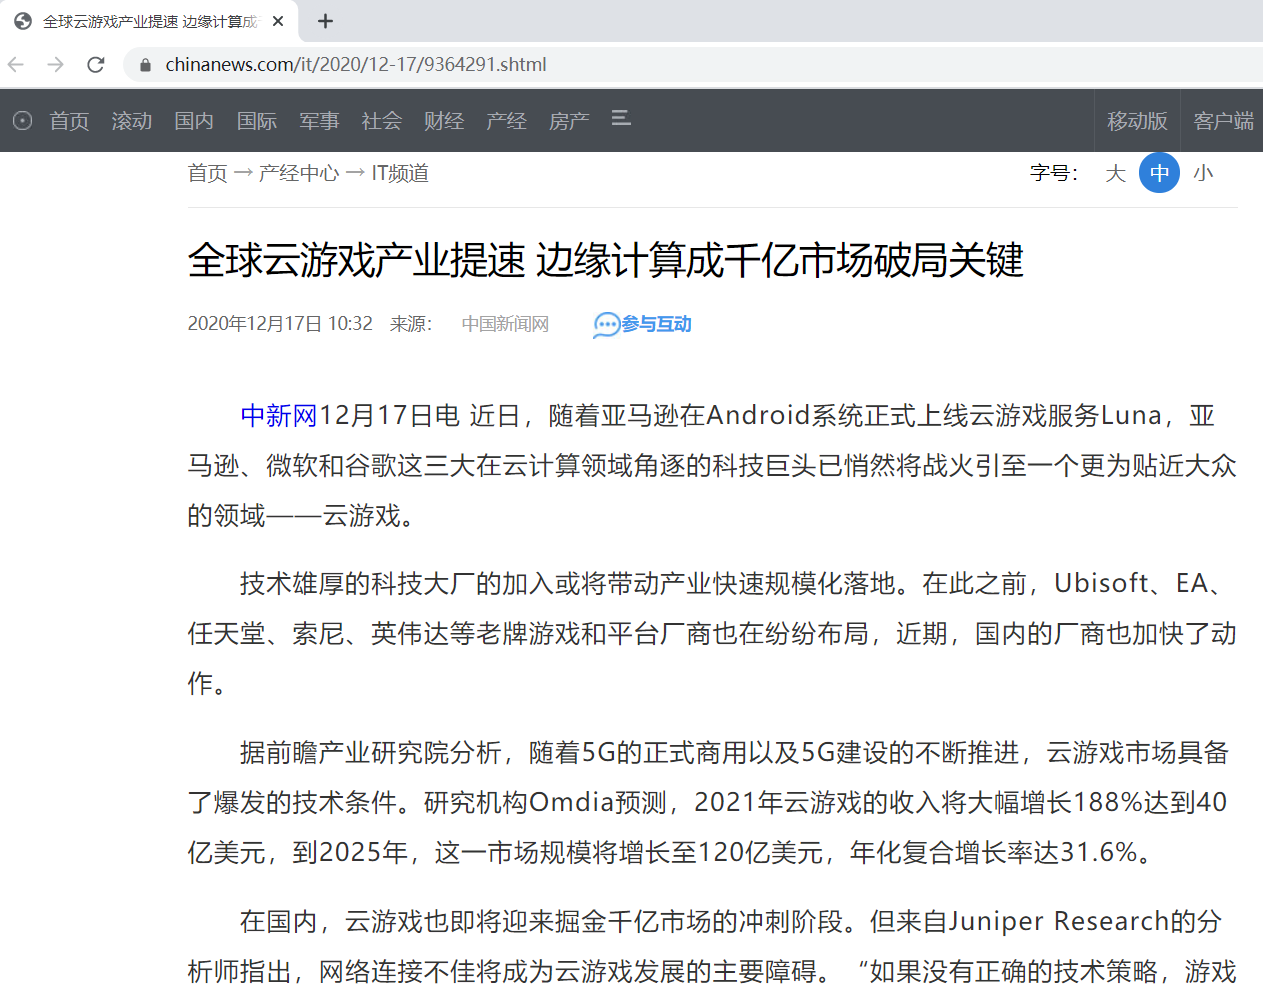 全球云游戏产业提速 边缘计算成
chinanews.com/it/2020/12-17/9364291.shtml
首页 滚动 国内 国际 军事 社会 财经 产经 房产 移动版 客户端
首页 → 产经中心 → IT频道 字号： 大 中 小
全球云游戏产业提速 边缘计算成千亿市场破局关键
2020年12月17日 10:32 来源： 中国新闻网 参与互动
中新网12月17日电 近日，随着亚马逊在Android系统正式上线云游戏服务Luna，亚
马逊、微软和谷歌这三大在云计算领域角逐的科技巨头已悄然将战火引至一个更为贴近大众
的领域——云游戏。
技术雄厚的科技大厂的加入或将带动产业快速规模化落地。在此之前，Ubisoft、EA、
任天堂、索尼、英伟达等老牌游戏和平台厂商也在纷纷布局，近期，国内的厂商也加快了动
作。
据前瞻产业研究院分析，随着5G的正式商用以及5G建设的不断推进，云游戏市场具备
了爆发的技术条件。研究机构Omdia预测，2021年云游戏的收入将大幅增长188%达到40
亿美元，到2025年，这一市场规模将增长至120亿美元，年化复合增长率达31.6%。
在国内，云游戏也即将迎来掘金千亿市场的冲刺阶段。但来自Juniper Research的分
析师指出，网络连接不佳将成为云游戏发展的主要障碍。“如果没有正确的技术策略，游戏